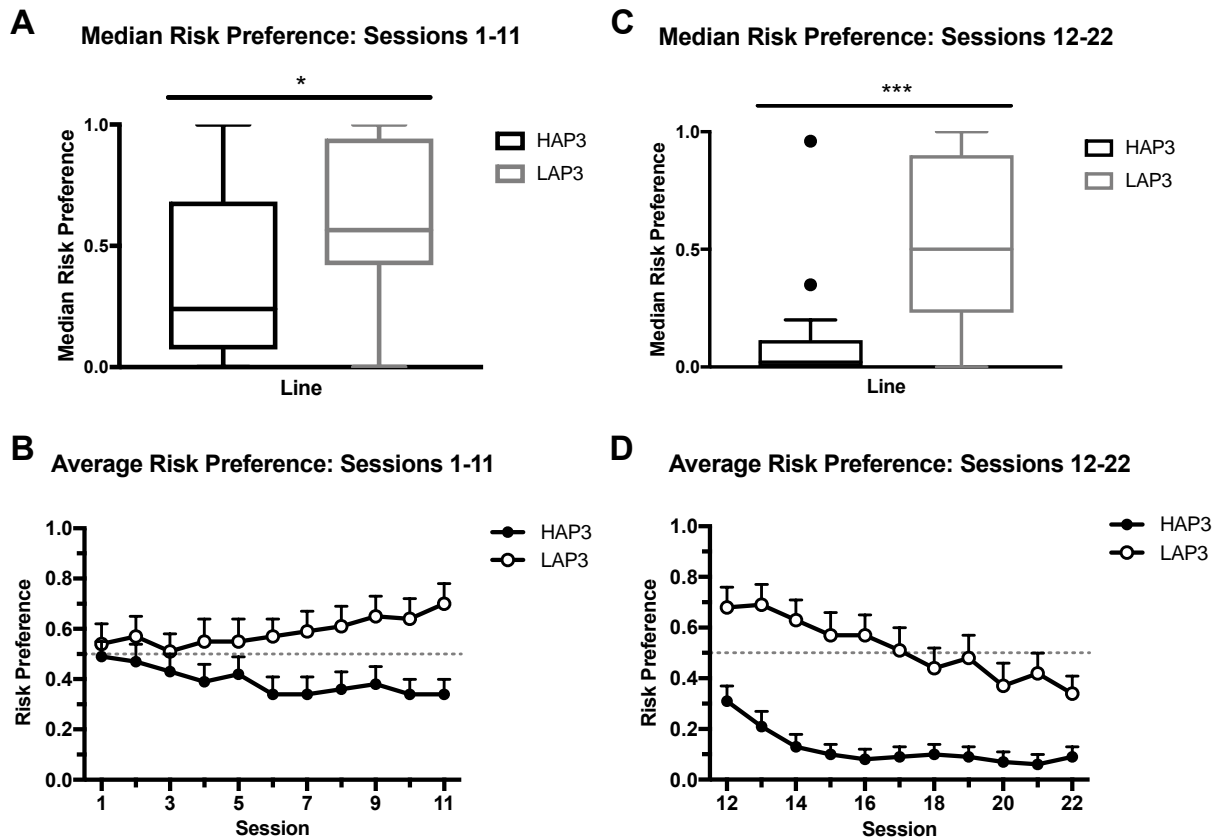 A
Median Risk Preference: Sessions 1-11
*
1.0
0.5
0.0
Median Risk Preference
Line
HAP3
LAP3
C
Median Risk Preference: Sessions 12-22
***
1.0
0.5
0.0
Median Risk Preference
Line
HAP3
LAP3
B
Average Risk Preference: Sessions 1-11
1.0
0.8
0.6
0.4
0.2
0.0
Risk Preference
1 3 5 7 9 11
Session
HAP3
LAP3
D
Average Risk Preference: Sessions 12-22
1.0
0.8
0.6
0.4
0.2
0.0
Risk Preference
12 14 16 18 20 22
Session
HAP3
LAP3